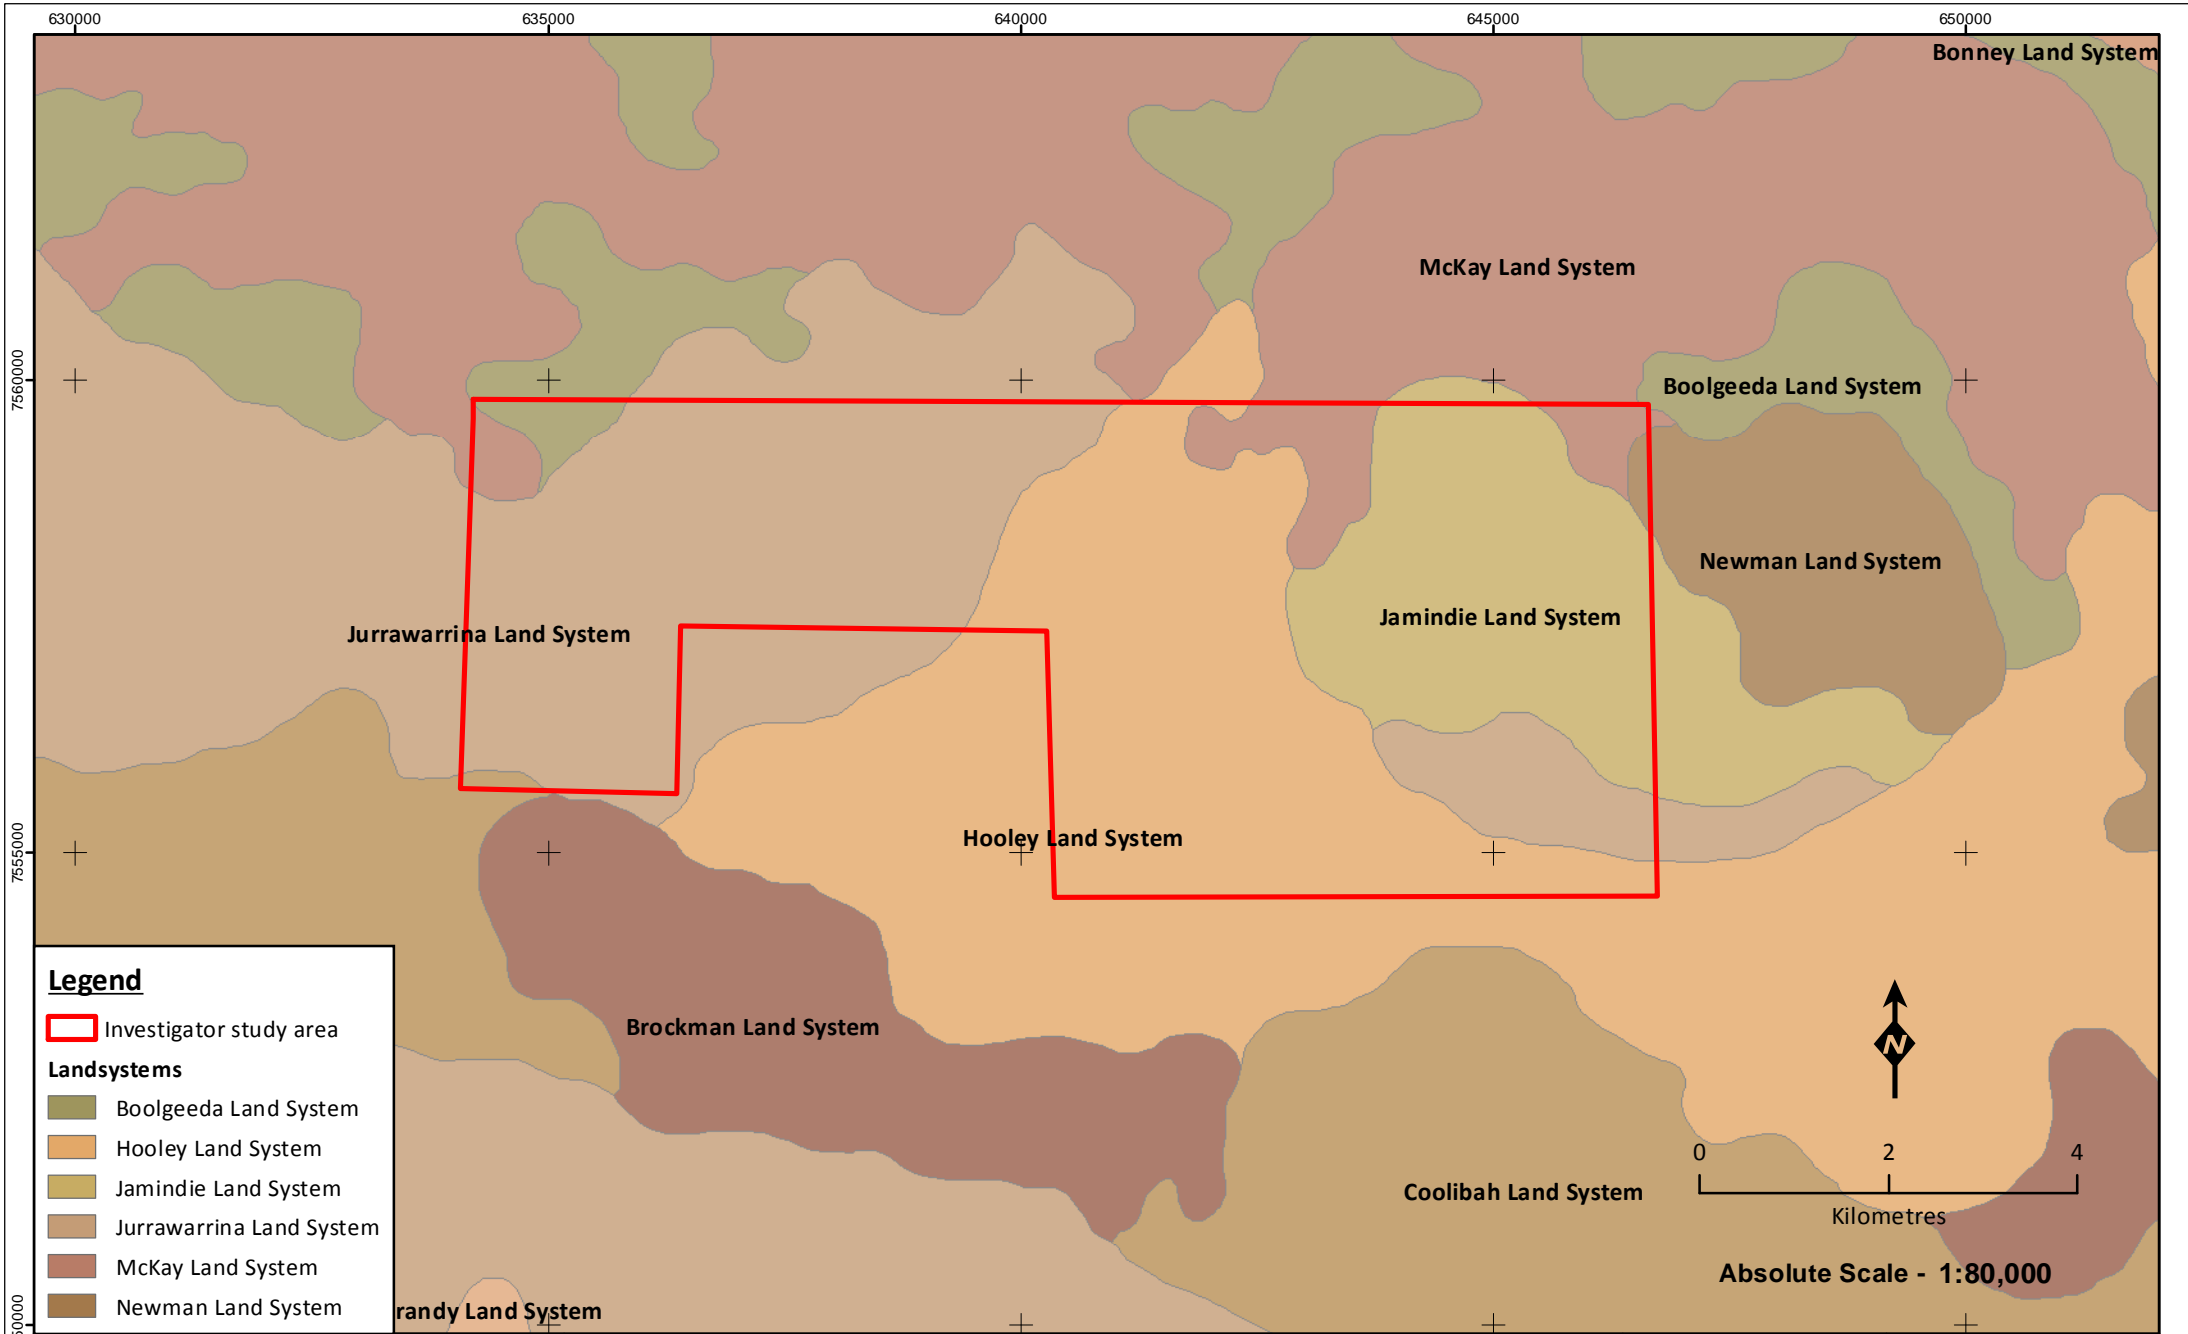 630000
635000
640000
645000
650000
Bonney Land System
McKay Land System
7560000
Boolgeeda Land System
Newman Land System
Jamindie Land System
Jurrawarrina Land System
7555000
Hooley Land System
Brockman Land System
Coolibah Land System
randy Land System
Legend
Investigator study area
Landsystems
Boolgeeda Land System
Hooley Land System
Jamindie Land System
Jurrawarrina Land System
McKay Land System
Newman Land System
N
0 2 4
Kilometres
Absolute Scale - 1:80,000